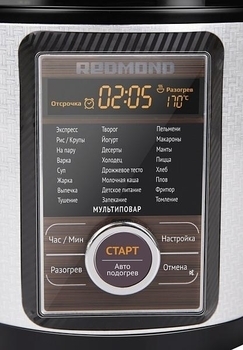 REDMOND
Разогрев
Отсрочка 02:05 170°C
Экспресс Творог Пельмени
Рис / Крупы Йогурт Макароны
На пару Десерты Манты
Варка Холодец Пицца
Суп Дрожжевое тесто Хлеб
Жарка Молочная каша Плов
Выпечка Детское питание Фритюр
Тушение Запекание Томление
МУЛЬТИПОВАР
Час / Мин Настройка
СТАРТ
Авто
подогрев
Разогрев Отмена